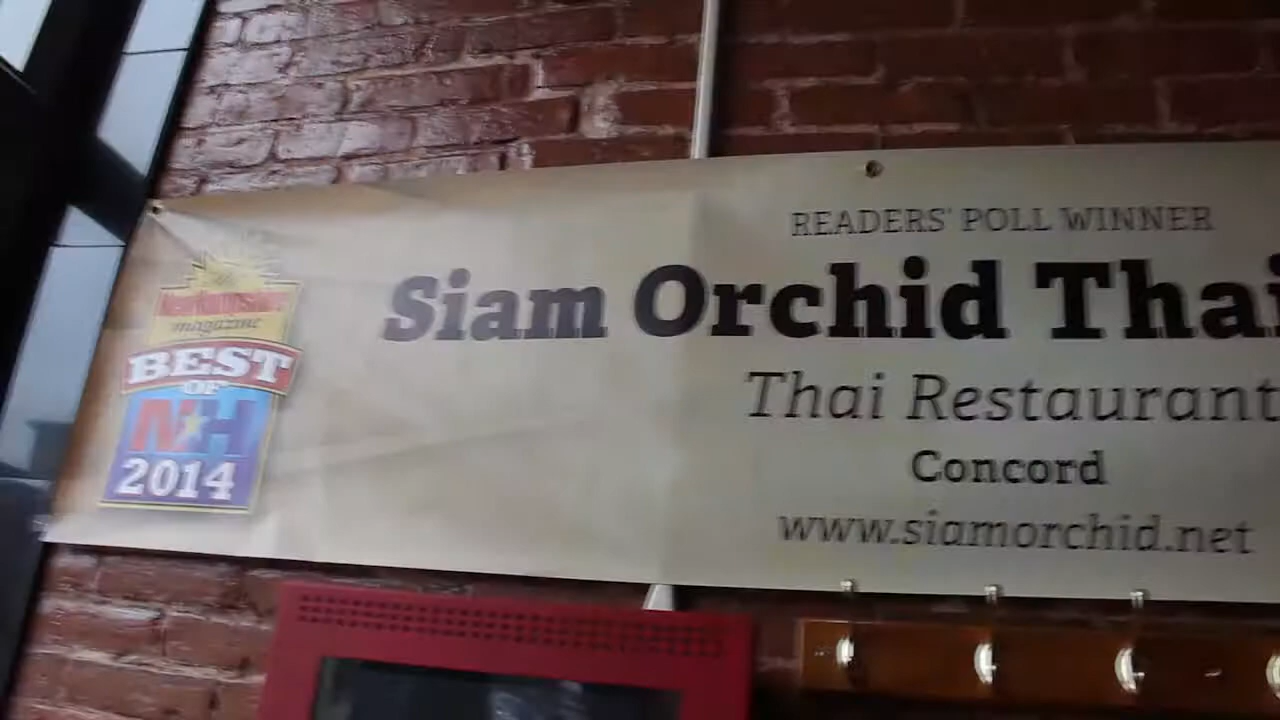 READERS' POLL WINNER
Siam Orchid Thai
Thai Restaurant
Concord
www.siamorchid.net
magazine
BEST
OF
NH
2014